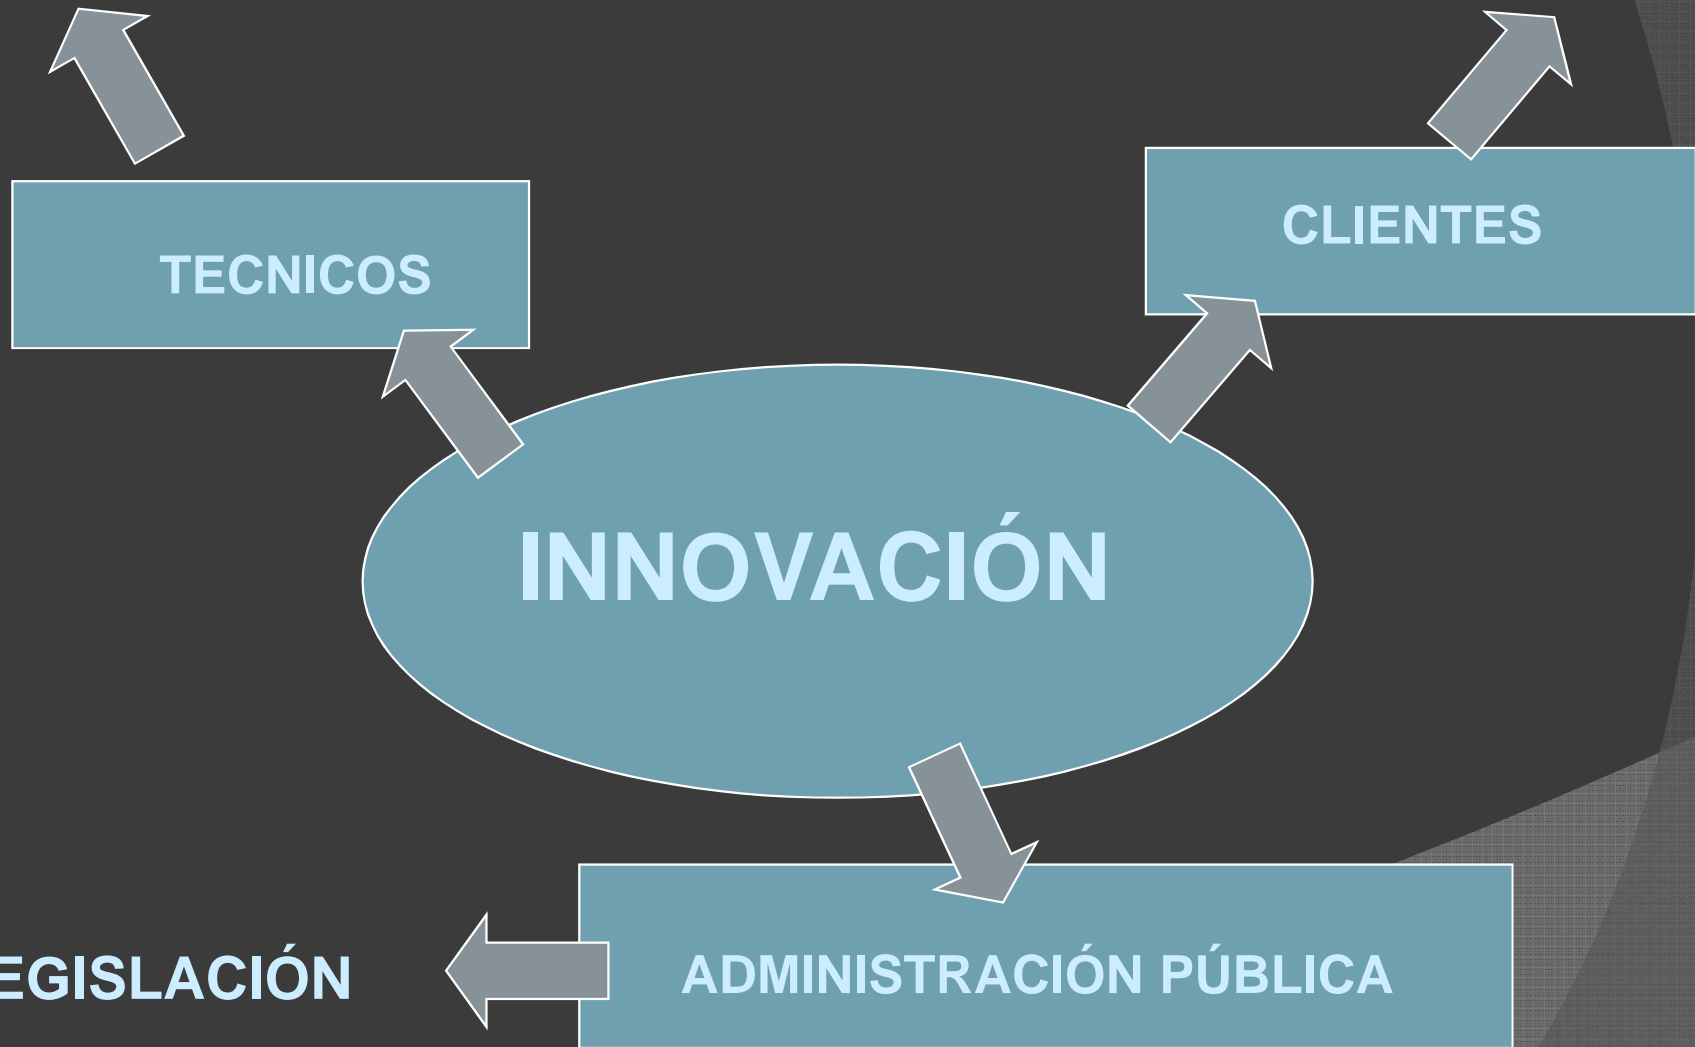 CLIENTES
TECNICOS
INNOVACIÓN
EGISLACIÓN
ADMINISTRACIÓN PÚBLICA